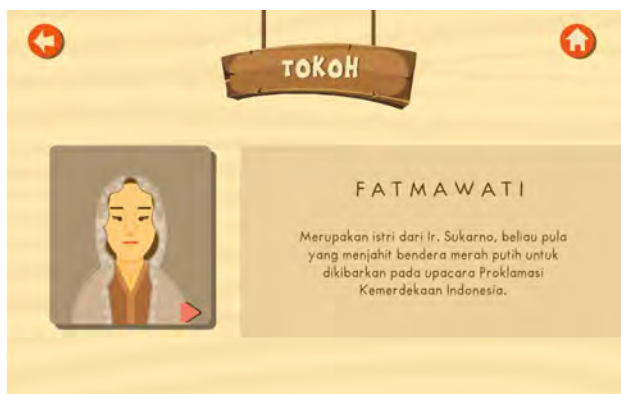 TOKOH
FATMAWATI
Merupakan istri dari Ir. Sukarno, beliau pula
yang menjahit bendera merah putih untuk
dikibarkan pada upacara Proklamasi
Kemerdekaan Indonesia.